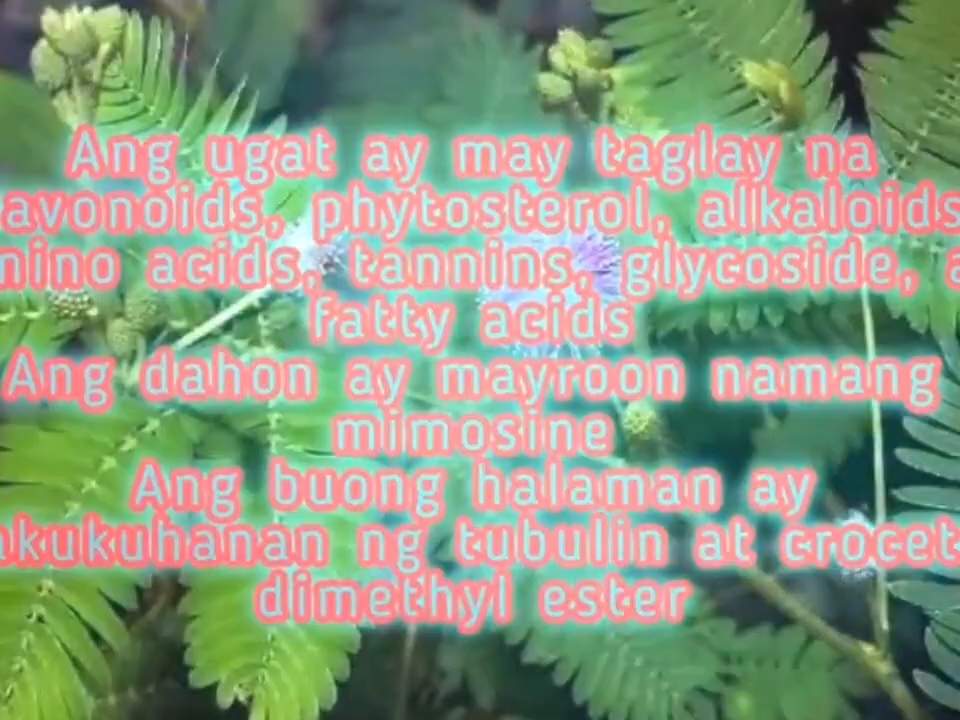 Ang ugat ay may taglay na
avonoids, phytosterol, alkaloids
mino acids, tannins, glycoside, a
fatty acids
Ang dahon ay mayroon namang
mimosine
Ang buong halaman ay
akukuhanan ng tubulin at crocet
dimethyl ester